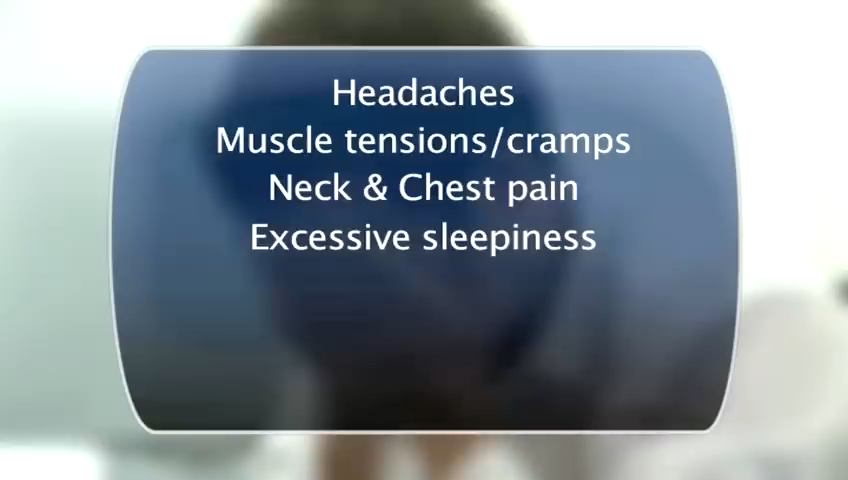 Headaches
Muscle tensions/cramps
Neck & Chest pain
Excessive sleepiness